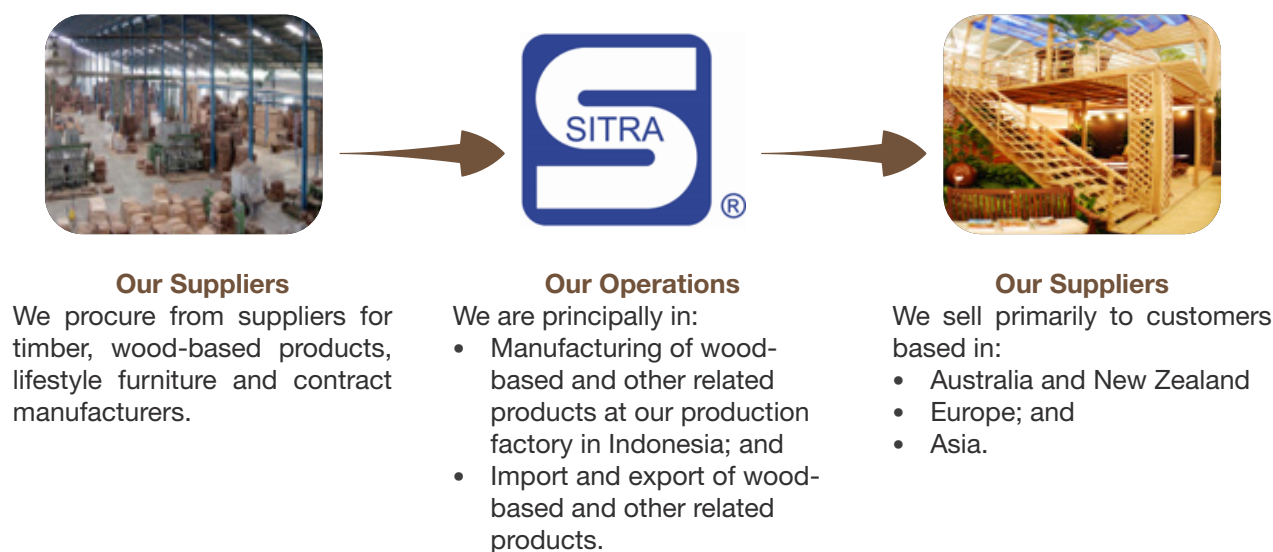 SITRA
®
Our Suppliers
We procure from suppliers for
timber, wood-based products,
lifestyle furniture and contract
manufacturers.
Our Operations
We are principally in:
• Manufacturing of wood-
based and other related
products at our production
factory in Indonesia; and
• Import and export of wood-
based and other related
products.
Our Suppliers
We sell primarily to customers
based in:
• Australia and New Zealand
• Europe; and
• Asia.